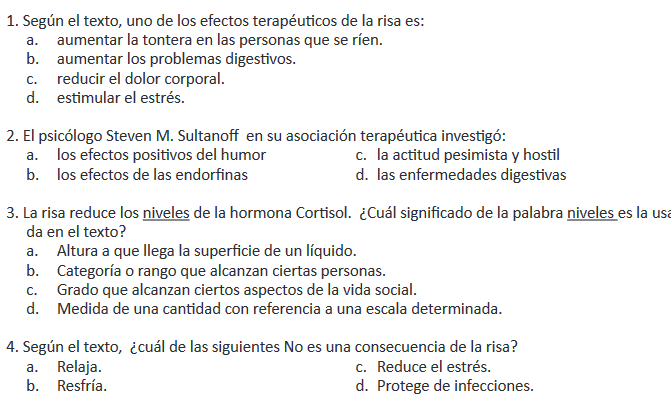 1. Según el texto, uno de los efectos terapéuticos de la risa es:
a. aumentar la tontera en las personas que se ríen.
b. aumentar los problemas digestivos.
c. reducir el dolor corporal.
d. estimular el estrés.
2. El psicólogo Steven M. Sultanoff en su asociación terapéutica investigó:
a. los efectos positivos del humor c. la actitud pesimista y hostil
b. los efectos de las endorfinas d. las enfermedades digestivas
3. La risa reduce los niveles de la hormona Cortisol. ¿Cuál significado de la palabra niveles es la usa
da en el texto?
a. Altura a que llega la superficie de un líquido.
b. Categoría o rango que alcanzan ciertas personas.
c. Grado que alcanzan ciertos aspectos de la vida social.
d. Medida de una cantidad con referencia a una escala determinada.
4. Según el texto, ¿cuál de las siguientes No es una consecuencia de la risa?
a. Relaja. c. Reduce el estrés.
b. Resfría. d. Protege de infecciones.